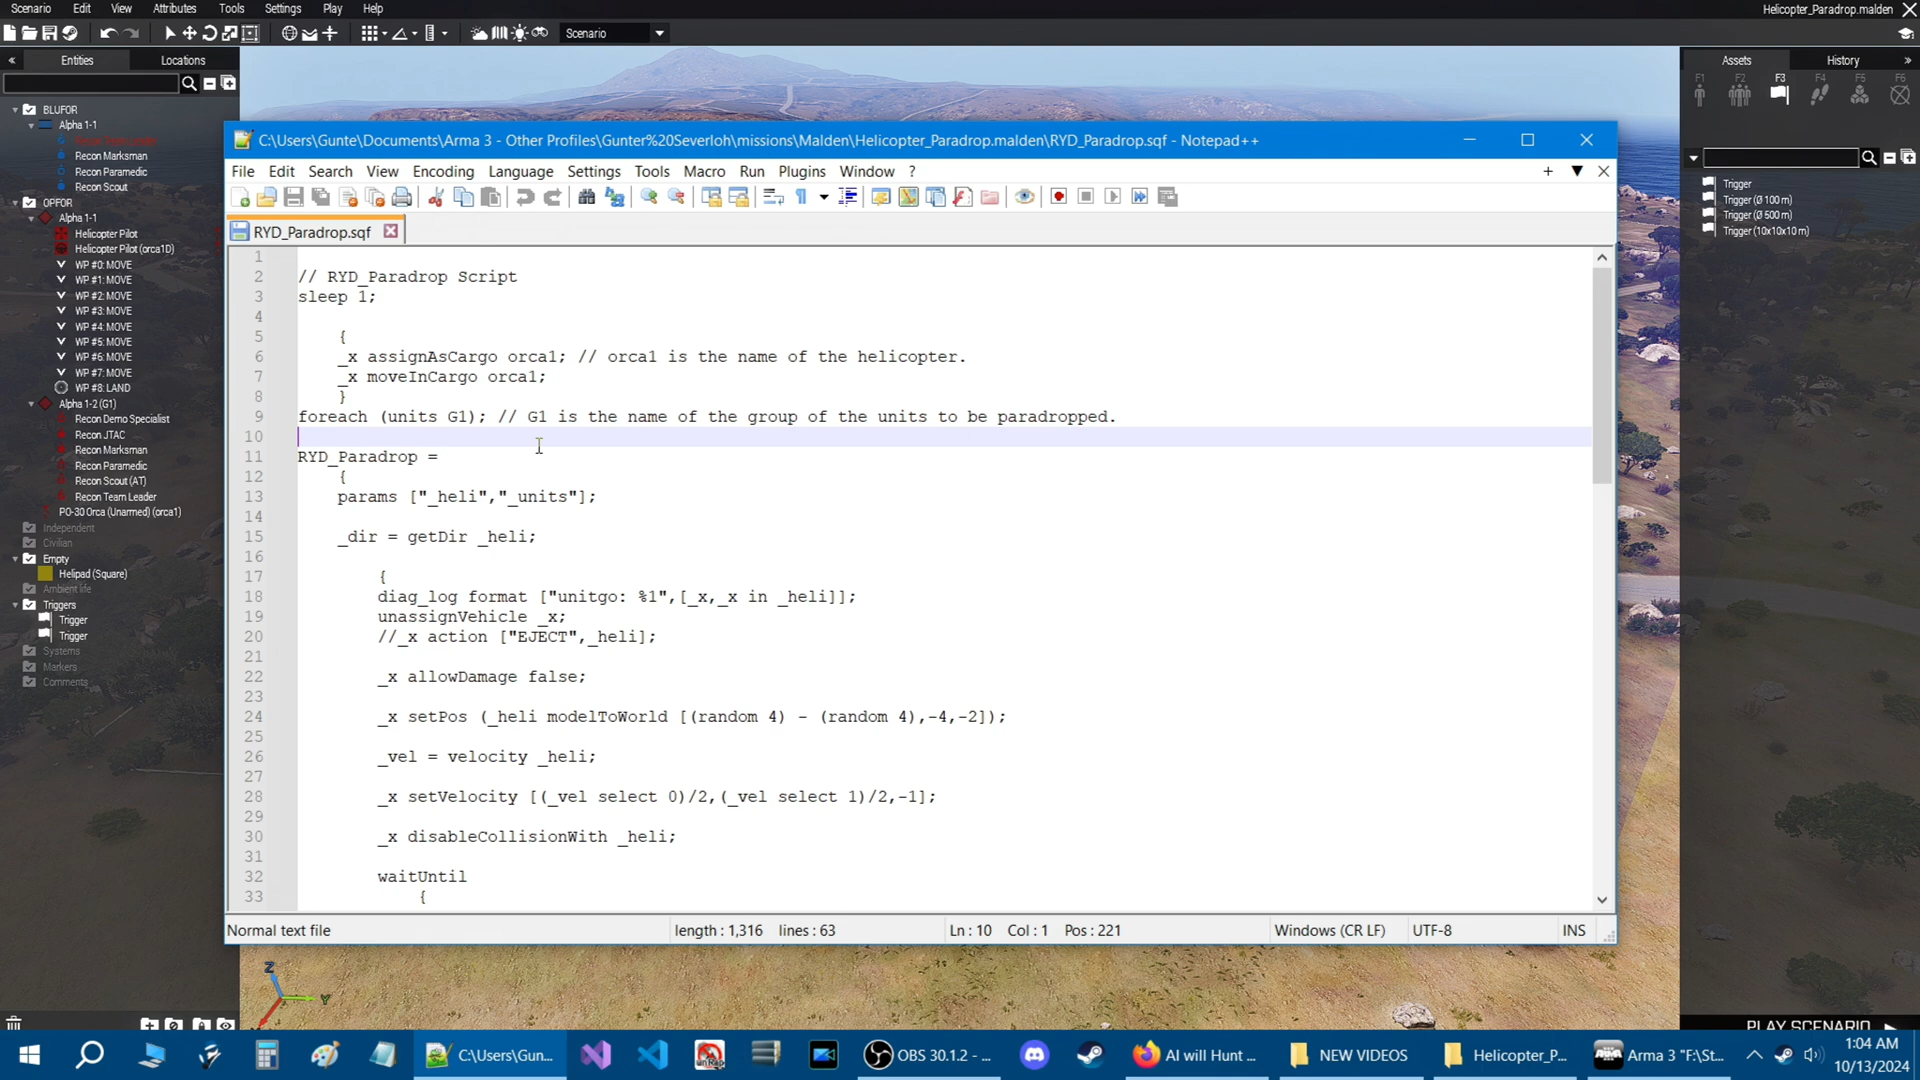 Scenario Edit View Attributes Tools Settings Play Help
Helicopter_Paradrop.malden
Scenario
Entities Locations
BLUFOR
Alpha 1-1
Recon Marksman
Recon Paramedic
Recon Scout
OPFOR
Alpha 1-1
Helicopter Pilot
Helicopter Pilot (orca1D)
WP #0: MOVE
WP #1: MOVE
WP #2: MOVE
WP #3: MOVE
WP #4: MOVE
WP #5: MOVE
WP #6: MOVE
WP #7: MOVE
WP #8: LAND
Alpha 1-2 (G1)
Recon Demo Specialist
Recon JTAC
Recon Marksman
Recon Paramedic
Recon Scout (AT)
Recon Team Leader
PO-30 Orca (Unarmed) (orca1)
Independent
Civilian
Empty
Helipad (Square)
Ambient life
Triggers
Trigger
Trigger
Systems
Markers
Comments
C:\Users\Gunte\Documents\Arma 3 - Other Profiles\Gunter%20Severloh\missions\Malden\Helicopter_Paradrop.malden\RYD_Paradrop.sqf - Notepad++
File Edit Search View Encoding Language Settings Tools Macro Run Plugins Window ?
RYD_Paradrop.sqf
1
2 // RYD_Paradrop Script
3 sleep 1;
4
5 {
6 _x assignAsCargo orca1; // orca1 is the name of the helicopter.
7 _x moveInCargo orca1;
8 }
9 foreach (units G1); // G1 is the name of the group of the units to be paradropped.
10
11 RYD_Paradrop =
12 {
13 params ["_heli","_units"];
14
15 _dir = getDir _heli;
16
17 {
18 diag_log format ["unitgo: %1",[_x,_x in _heli]];
19 unassignVehicle _x;
20 //_x action ["EJECT",_heli];
21
22 _x allowDamage false;
23
24 _x setPos (_heli modelToWorld [(random 4) - (random 4),-4,-2]);
25
26 _vel = velocity _heli;
27
28 _x setVelocity [(_vel select 0)/2,(_vel select 1)/2,-1];
29
30 _x disableCollisionWith _heli;
31
32 waitUntil
33 {
Normal text file length : 1,316 lines : 63 Ln : 10 Col : 1 Pos : 221 Windows (CR LF) UTF-8 INS
Assets History
F1 F2 F3 F4 F5 F6
Trigger
Trigger (Ø 100 m)
Trigger (Ø 500 m)
Trigger (10x10x10 m)
Z
Y
PLAY SCENARIO
C:\Users\Gun... OBS 30.1.2 - ... AI will Hunt ... NEW VIDEOS Helicopter_P... Arma 3 "F:\St...
1:04 AM
10/13/2024